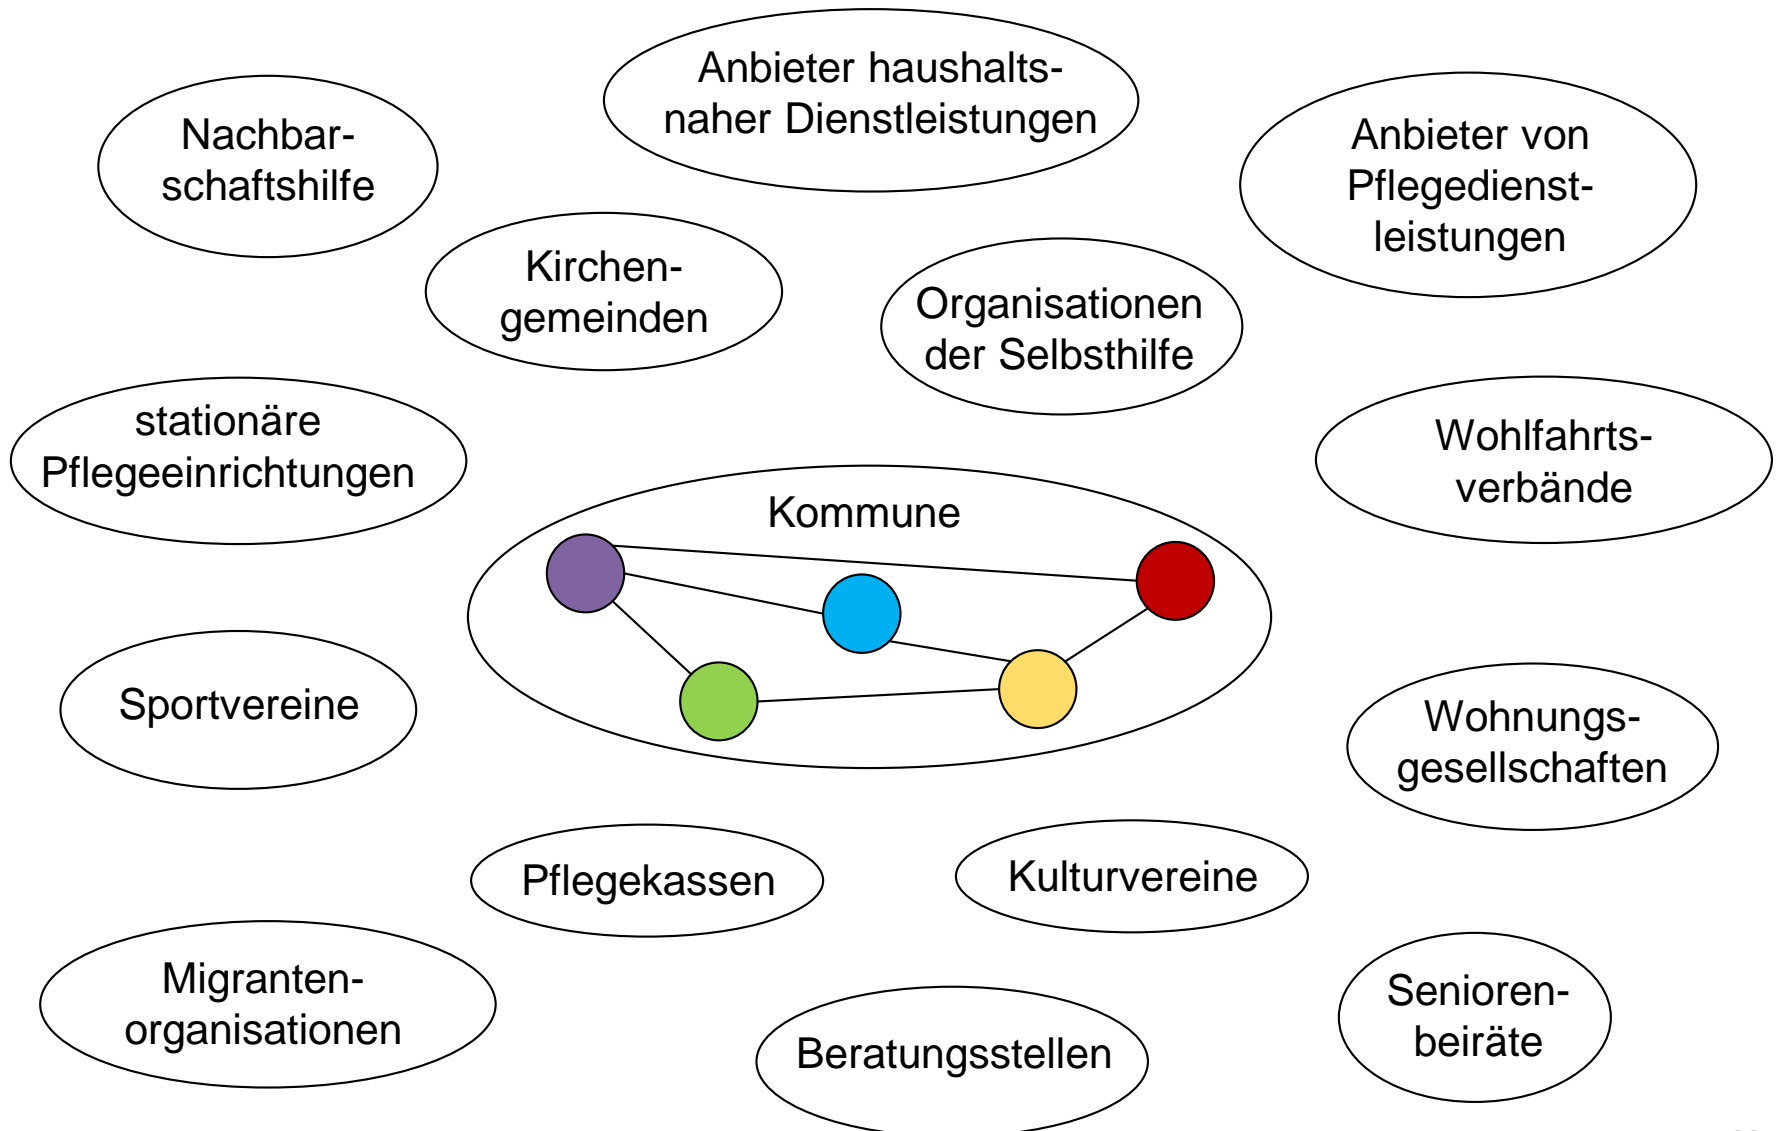 Anbieter haushalts-
naher Dienstleistungen
Nachbar-
schaftshilfe
Anbieter von
Pflegedienst-
leistungen
Kirchen-
gemeinden
Organisationen
der Selbsthilfe
stationäre
Pflegeeinrichtungen
Wohlfahrts-
verbände
Kommune
Sportvereine
Wohnungs-
gesellschaften
Pflegekassen
Kulturvereine
Migranten-
organisationen
Senioren-
beiräte
Beratungsstellen